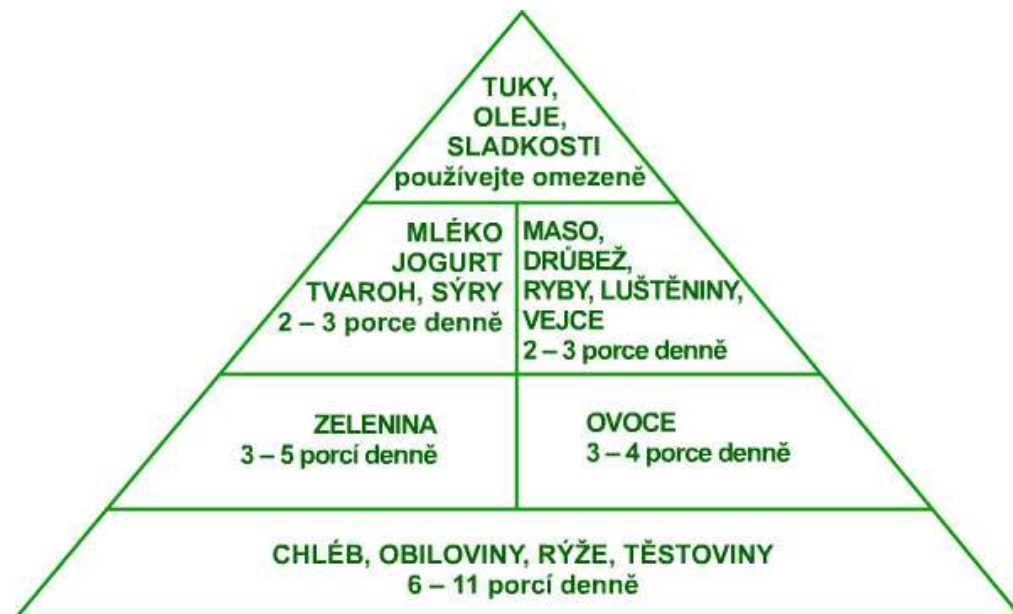 TUKY,
OLEJE,
SLADKOSTI
používejte omezeně
MLÉKO
JOGURT
TVAROH, SÝRY
2 – 3 porce denně
MASO,
DRŮBEŽ,
RYBY, LUŠTĚNINY,
VEJCE
2 – 3 porce denně
ZELENINA
3 – 5 porcí denně
OVOCE
3 – 4 porce denně
CHLÉB, OBILOVINY, RÝŽE, TĚSTOVINY
6 – 11 porcí denně